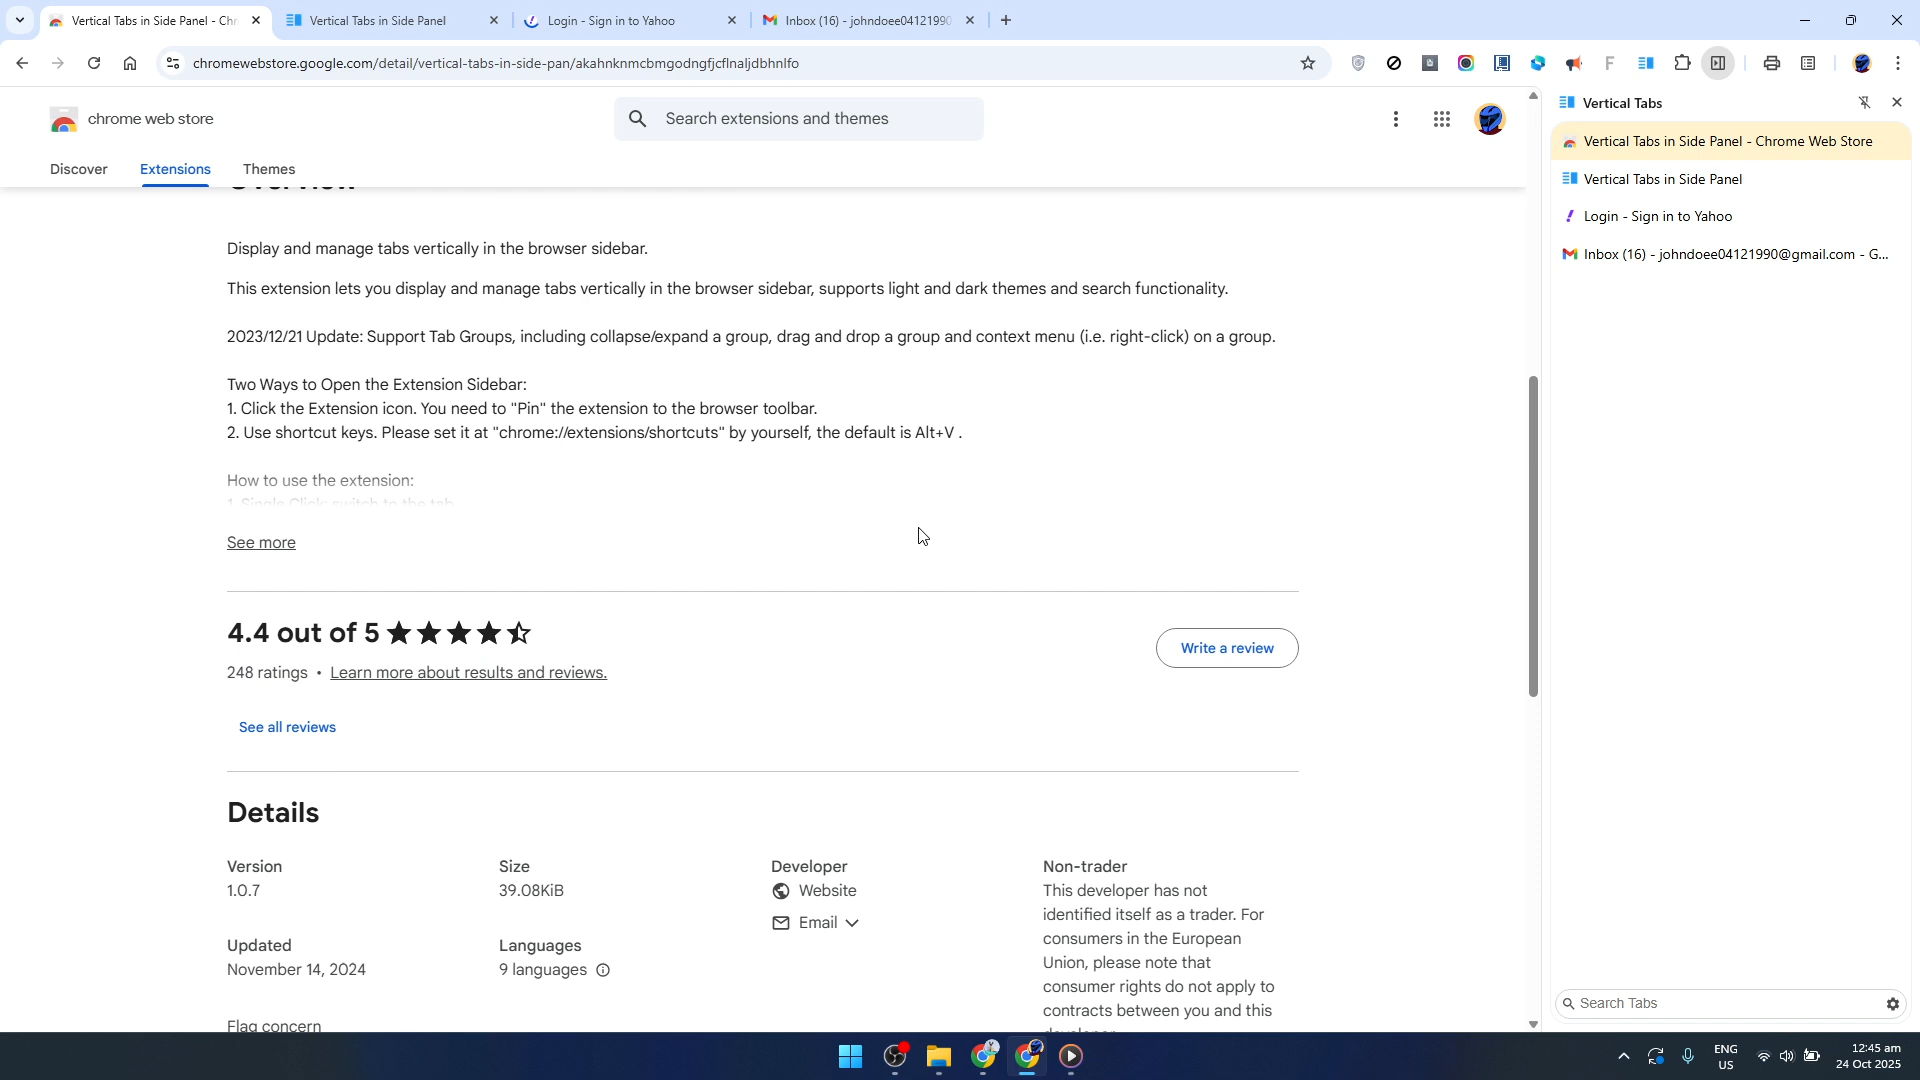 Vertical Tabs in Side Panel - Chr
Vertical Tabs in Side Panel
Login - Sign in to Yahoo
Inbox (16) - johndoee04121990
chromewebstore.google.com/detail/vertical-tabs-in-side-pan/akahnknmcbmgodngfjcflnaljdbhnlfo
Vertical Tabs
chrome web store
Search extensions and themes
Vertical Tabs in Side Panel - Chrome Web Store
Discover
Extensions
Themes
Vertical Tabs in Side Panel
Login - Sign in to Yahoo
Inbox (16) - johndoee04121990@gmail.com - G...
Overview
Display and manage tabs vertically in the browser sidebar.
This extension lets you display and manage tabs vertically in the browser sidebar, supports light and dark themes and search functionality.
2023/12/21 Update: Support Tab Groups, including collapse/expand a group, drag and drop a group and context menu (i.e. right-click) on a group.
Two Ways to Open the Extension Sidebar:
1. Click the Extension icon. You need to "Pin" the extension to the browser toolbar.
2. Use shortcut keys. Please set it at "chrome://extensions/shortcuts" by yourself, the default is Alt+V .
How to use the extension:
1. Single Click: switch to the tab
See more
4.4 out of 5
248 ratings • Learn more about results and reviews.
Write a review
See all reviews
Details
Version
1.0.7
Size
39.08KiB
Developer
Website
Email
Non-trader
This developer has not
identified itself as a trader. For
consumers in the European
Union, please note that
consumer rights do not apply to
contracts between you and this
developer.
Updated
November 14, 2024
Languages
9 languages
Flag concern
Search Tabs
ENG
US
12:45 am
24 Oct 2025